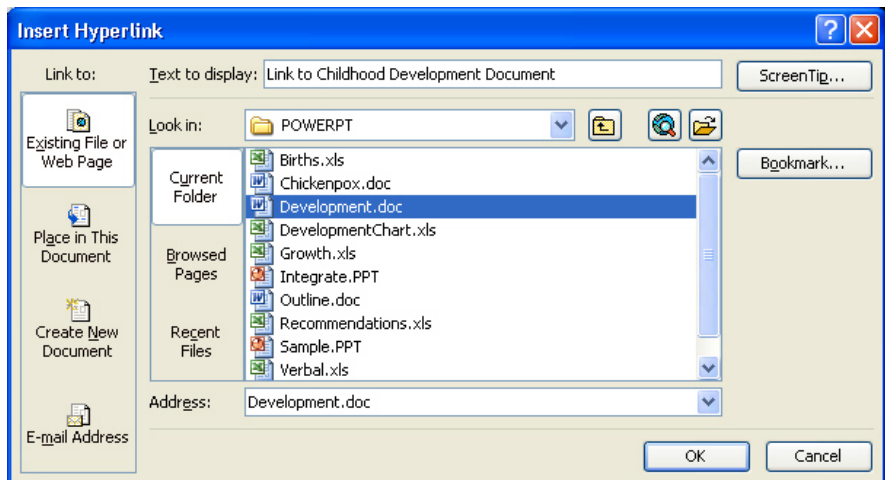 Insert Hyperlink
Link to:
Text to display: Link to Childhood Development Document
ScreenTip...
Existing File or
Web Page
Place in This
Document
Create New
Document
E-mail Address
Look in: POWERPT
Current
Folder
Browsed
Pages
Recent
Files
Births.xls
Chickenpox.doc
Development.doc
DevelopmentChart.xls
Growth.xls
Integrate.PPT
Outline.doc
Recommendations.xls
Sample.PPT
Verbal.xls
Bookmark...
Address: Development.doc
OK
Cancel